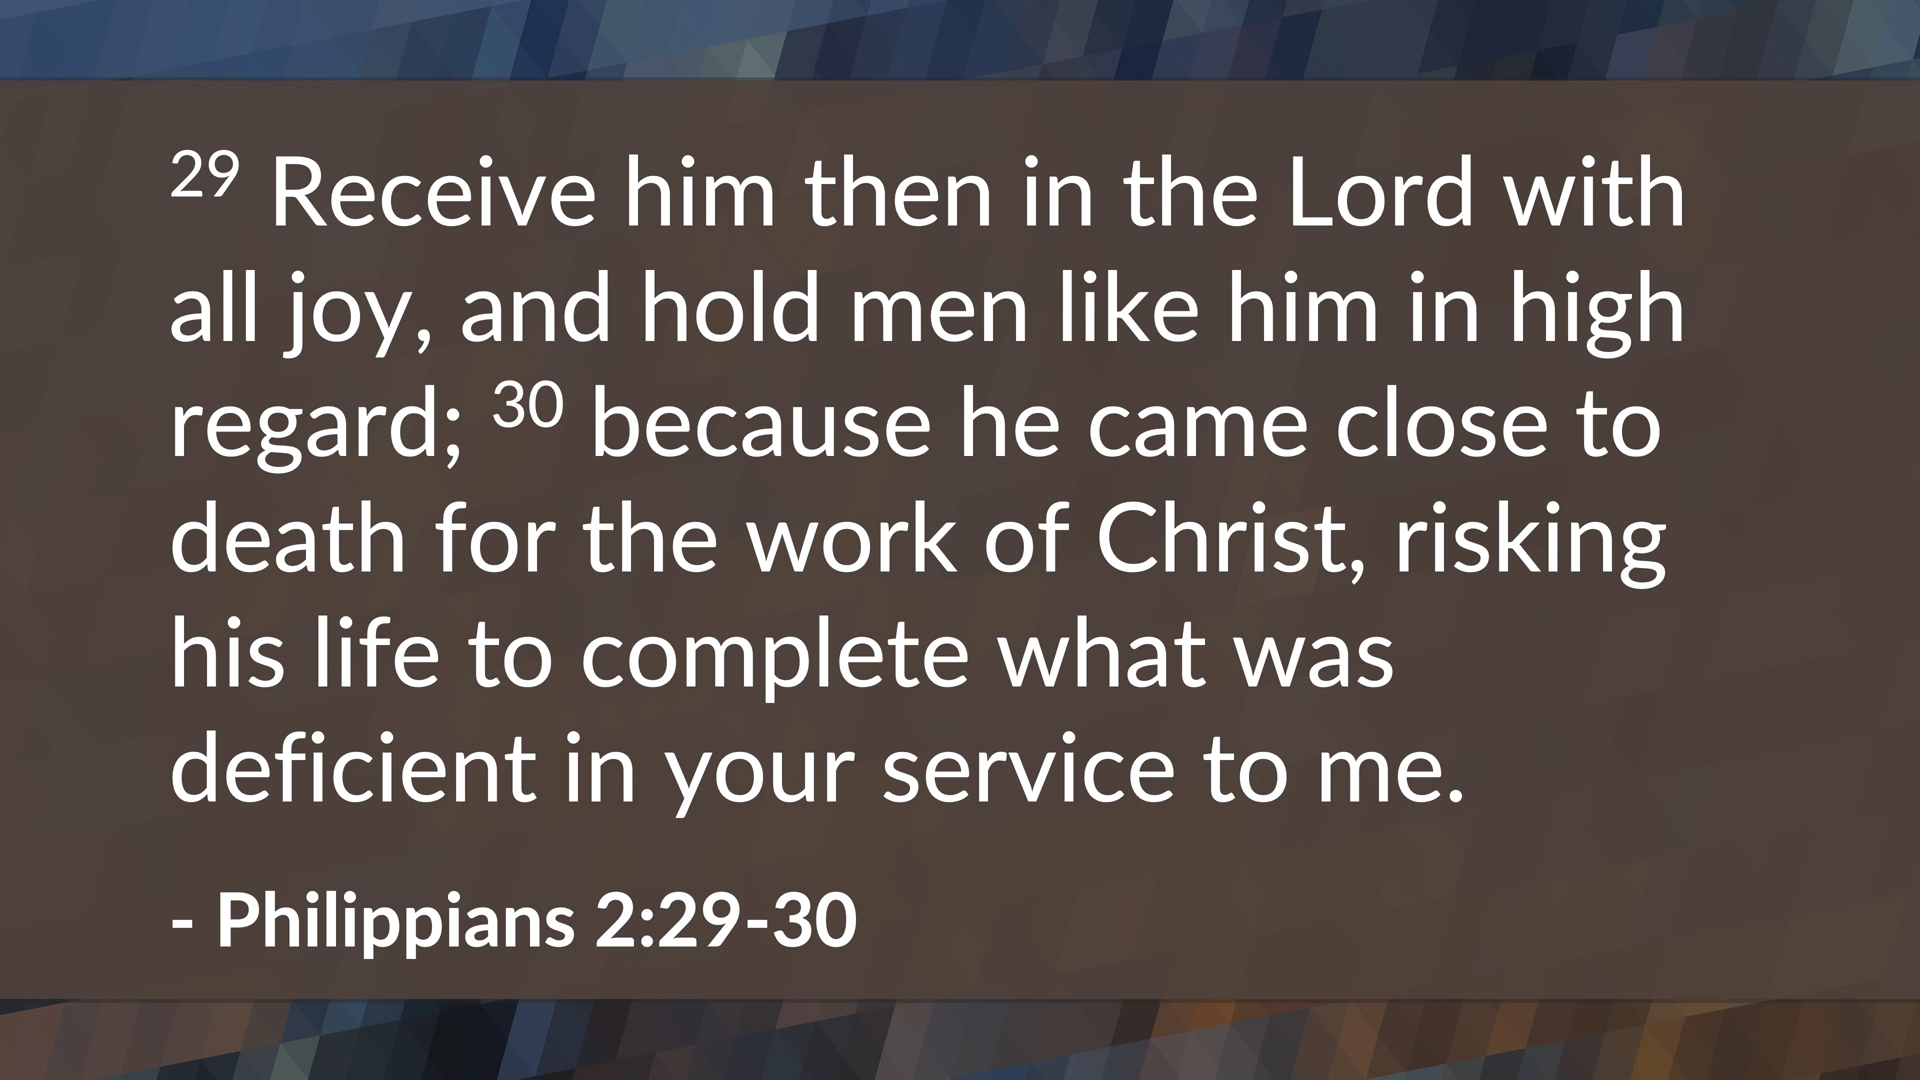 29 Receive him then in the Lord with
all joy, and hold men like him in high
regard; 30 because he came close to
death for the work of Christ, risking
his life to complete what was
deficient in your service to me.
- Philippians 2:29-30